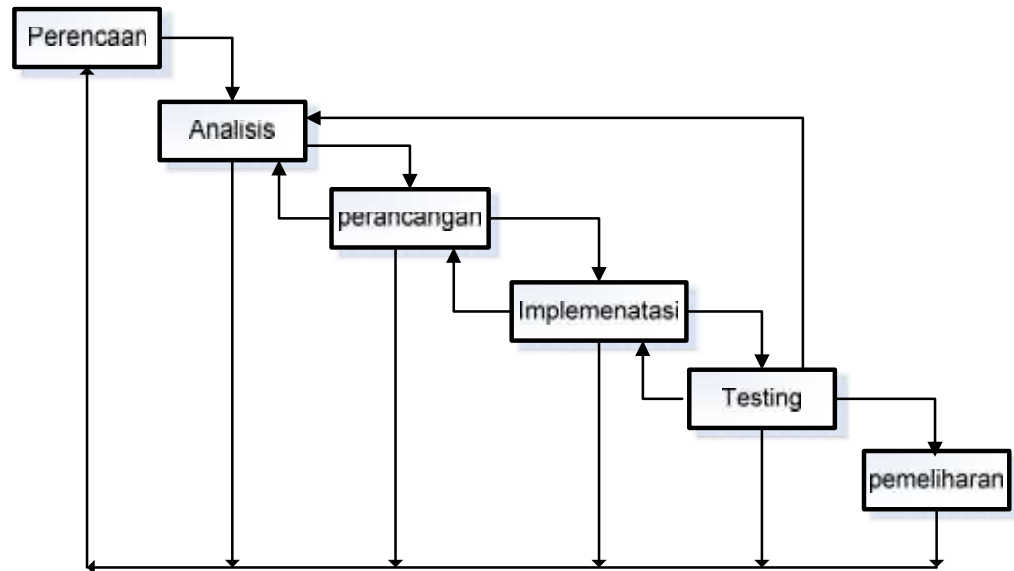 Perencaan
Analisis
perancangan
Implemenatasi
Testing
pemeliharan